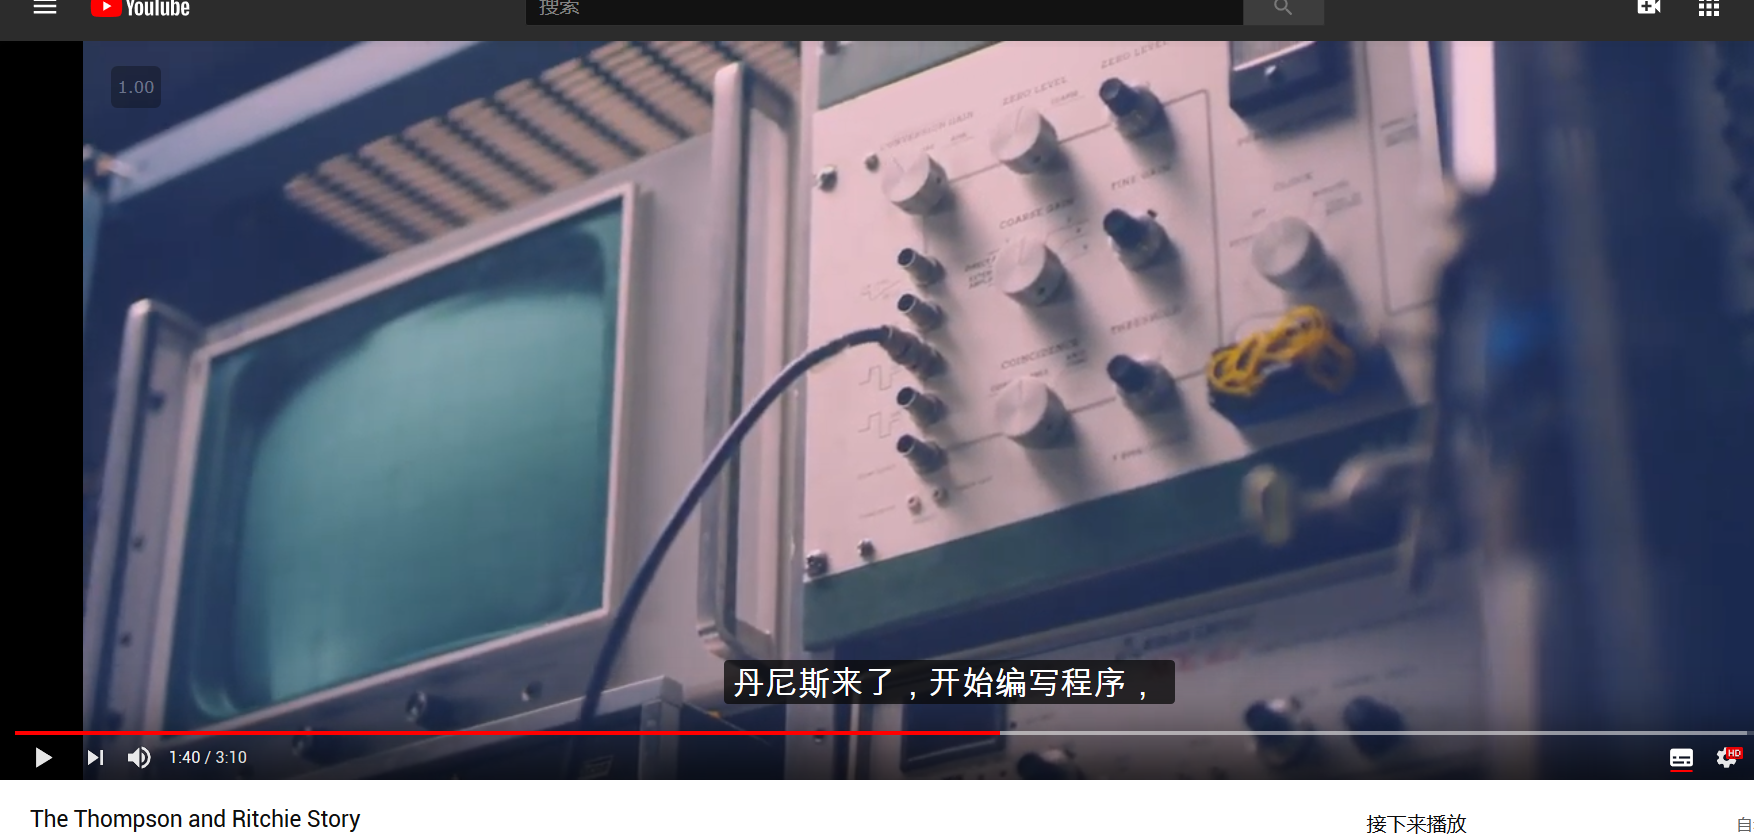 YouTube
搜索
1.00
ZERO LEVEL
ZERO LEVEL
CONVERSION GAIN
FINE GAIN
COARSE GAIN
CLOCK
THRESHOLD
COINCIDENCE
丹尼斯来了，开始编写程序，
1:40 / 3:10
HD
The Thompson and Ritchie Story
接下来播放
自